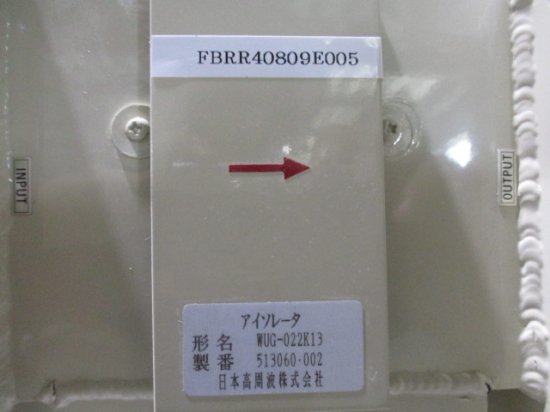 FBRR40809E005
INPUT
OUTPUT
アイソレータ
形名 WUG-022K13
製番 513060-002
日本高周波株式会社